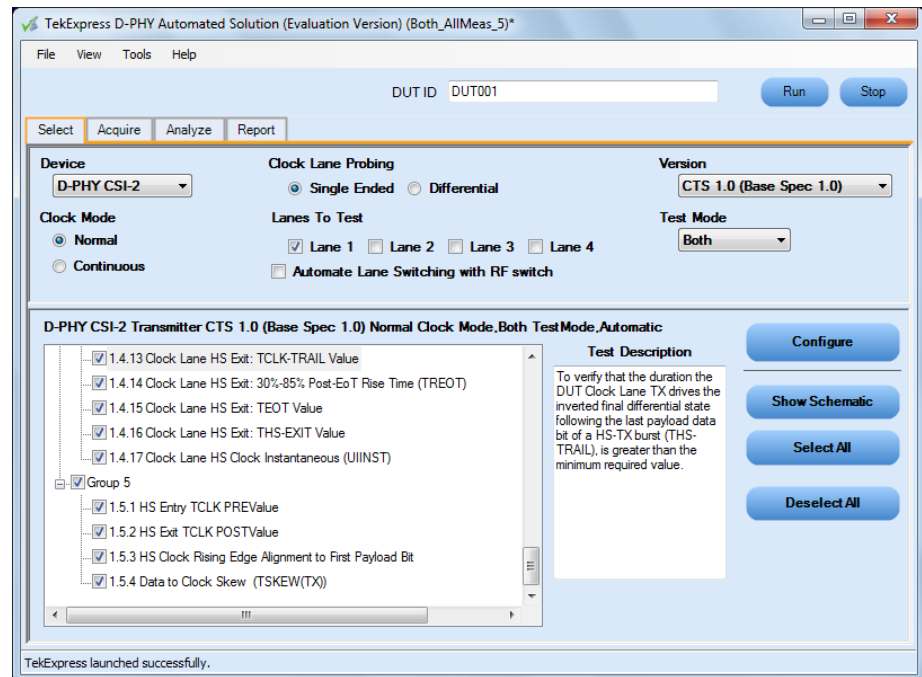 TekExpress D-PHY Automated Solution (Evaluation Version) (Both_AllMeas_5)*
File View Tools Help
DUT ID DUT001 Run Stop
Select Acquire Analyze Report
Device Clock Lane Probing Version
D-PHY CSI-2 Single Ended Differential CTS 1.0 (Base Spec 1.0)
Clock Mode Lanes To Test Test Mode
Normal Lane 1 Lane 2 Lane 3 Lane 4 Both
Continuous Automate Lane Switching with RF switch
D-PHY CSI-2 Transmitter CTS 1.0 (Base Spec 1.0) Normal Clock Mode,Both TestMode,Automatic
1.4.13 Clock Lane HS Exit: TCLK-TRAIL Value
1.4.14 Clock Lane HS Exit: 30%-85% Post-EoT Rise Time (TREOT)
1.4.15 Clock Lane HS Exit: TEOT Value
1.4.16 Clock Lane HS Exit: THS-EXIT Value
1.4.17 Clock Lane HS Clock Instantaneous (UIINST)
Group 5
1.5.1 HS Entry TCLK PREValue
1.5.2 HS Exit TCLK POSTValue
1.5.3 HS Clock Rising Edge Alignment to First Payload Bit
1.5.4 Data to Clock Skew (TSKEW(TX))
Test Description
To verify that the duration the
DUT Clock Lane TX drives the
inverted final differential state
following the last payload data
bit of a HS-TX burst (THS-
TRAIL), is greater than the
minimum required value.
Configure
Show Schematic
Select All
Deselect All
TekExpress launched successfully.